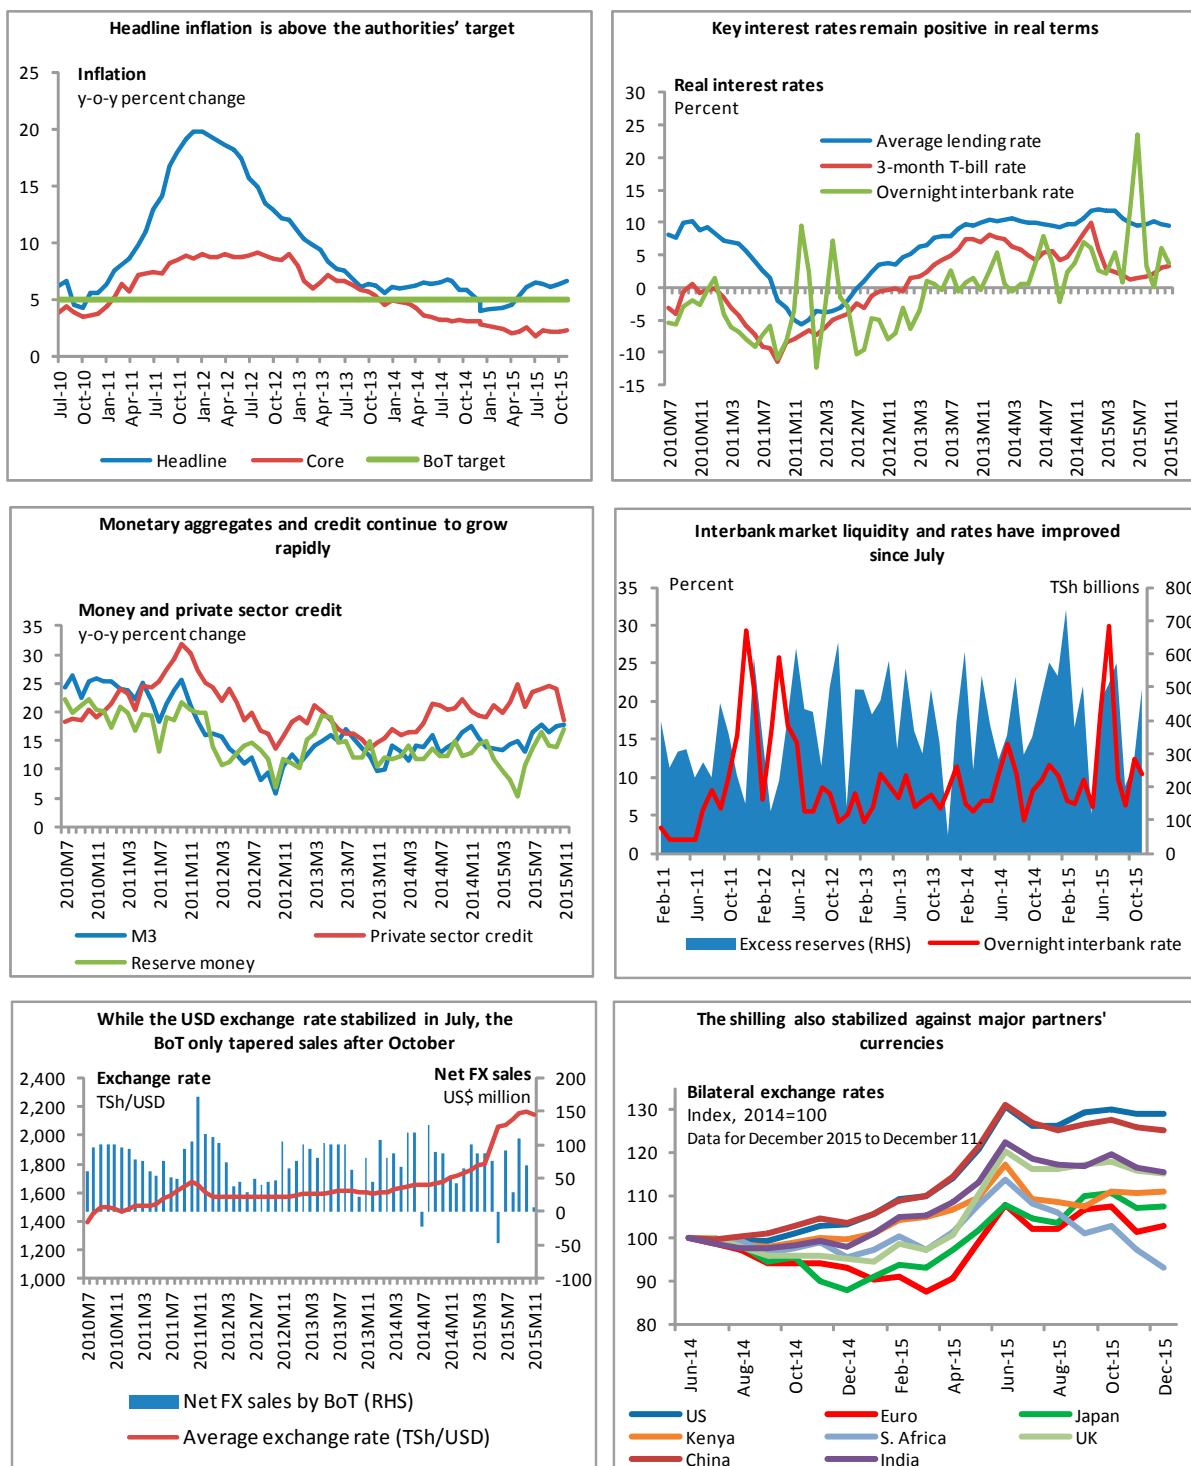 Headline inflation is above the authorities' target
Inflation
y-o-y percent change
25
20
15
10
5
0
Jul-10
Oct-10
Jan-11
Apr-11
Jul-11
Oct-11
Jan-12
Apr-12
Jul-12
Oct-12
Jan-13
Apr-13
Jul-13
Oct-13
Jan-14
Apr-14
Jul-14
Oct-14
Jan-15
Apr-15
Jul-15
Oct-15
Headline
Core
BoT target
Key interest rates remain positive in real terms
Real interest rates
Percent
30
25
20
15
10
5
0
-5
-10
-15
Average lending rate
3-month T-bill rate
Overnight interbank rate
2010M7
2010M11
2011M3
2011M7
2011M11
2012M3
2012M7
2012M11
2013M3
2013M7
2013M11
2014M3
2014M7
2014M11
2015M3
2015M7
2015M11
Monetary aggregates and credit continue to grow
rapidly
Money and private sector credit
y-o-y percent change
35
30
25
20
15
10
5
0
2010M7
2010M11
2011M3
2011M7
2011M11
2012M3
2012M7
2012M11
2013M3
2013M7
2013M11
2014M3
2014M7
2014M11
2015M3
2015M7
2015M11
M3
Private sector credit
Reserve money
Interbank market liquidity and rates have improved
since July
Percent
TSh billions
35
30
25
20
15
10
5
0
800
700
600
500
400
300
200
100
0
Feb-11
Jun-11
Oct-11
Feb-12
Jun-12
Oct-12
Feb-13
Jun-13
Oct-13
Feb-14
Jun-14
Oct-14
Feb-15
Jun-15
Oct-15
Excess reserves (RHS)
Overnight interbank rate
While the USD exchange rate stabilized in July, the
BoT only tapered sales after October
Exchange rate
TSh/USD
Net FX sales
US$ million
2,400
2,200
2,000
1,800
1,600
1,400
1,200
1,000
200
150
100
50
0
-50
-100
2010M7
2010M11
2011M3
2011M7
2011M11
2012M3
2012M7
2012M11
2013M3
2013M7
2013M11
2014M3
2014M7
2014M11
2015M3
2015M7
2015M11
Net FX sales by BoT (RHS)
Average exchange rate (TSh/USD)
The shilling also stabilized against major partners'
currencies
Bilateral exchange rates
Index, 2014=100
Data for December 2015 to December 11.
130
120
110
100
90
80
Jun-14
Aug-14
Oct-14
Dec-14
Feb-15
Apr-15
Jun-15
Aug-15
Oct-15
Dec-15
US
Euro
Japan
Kenya
S. Africa
UK
China
India